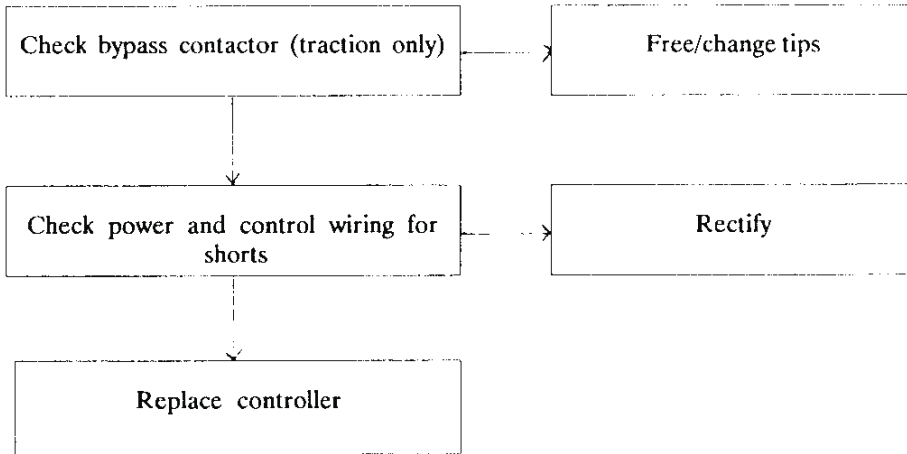 Check bypass contactor (traction only)
Free/change tips
Check power and control wiring for
shorts
Rectify
Replace controller